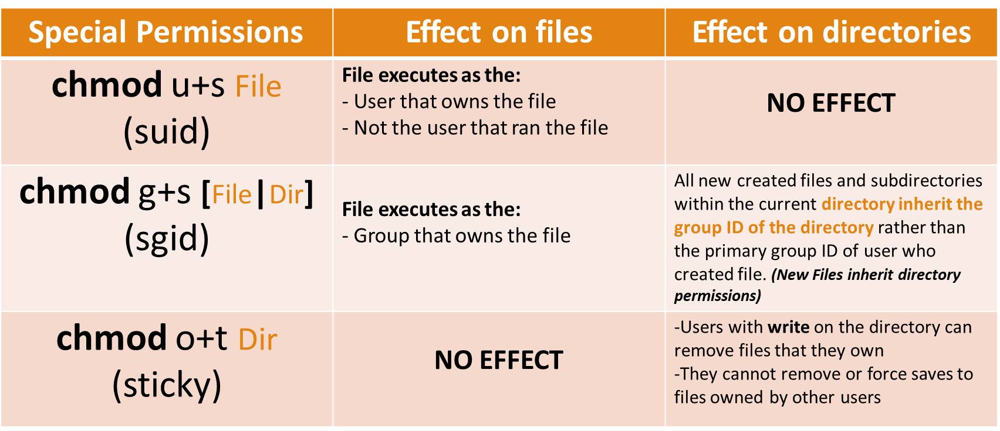 Special Permissions
Effect on files
Effect on directories
chmod u+s File
(suid)
File executes as the:
- User that owns the file
- Not the user that ran the file
NO EFFECT
chmod g+s [File|Dir]
(sgid)
File executes as the:
- Group that owns the file
All new created files and subdirectories
within the current directory inherit the
group ID of the directory rather than
the primary group ID of user who
created file. (New Files inherit directory
permissions)
chmod o+t Dir
(sticky)
NO EFFECT
-Users with write on the directory can
remove files that they own
-They cannot remove or force saves to
files owned by other users